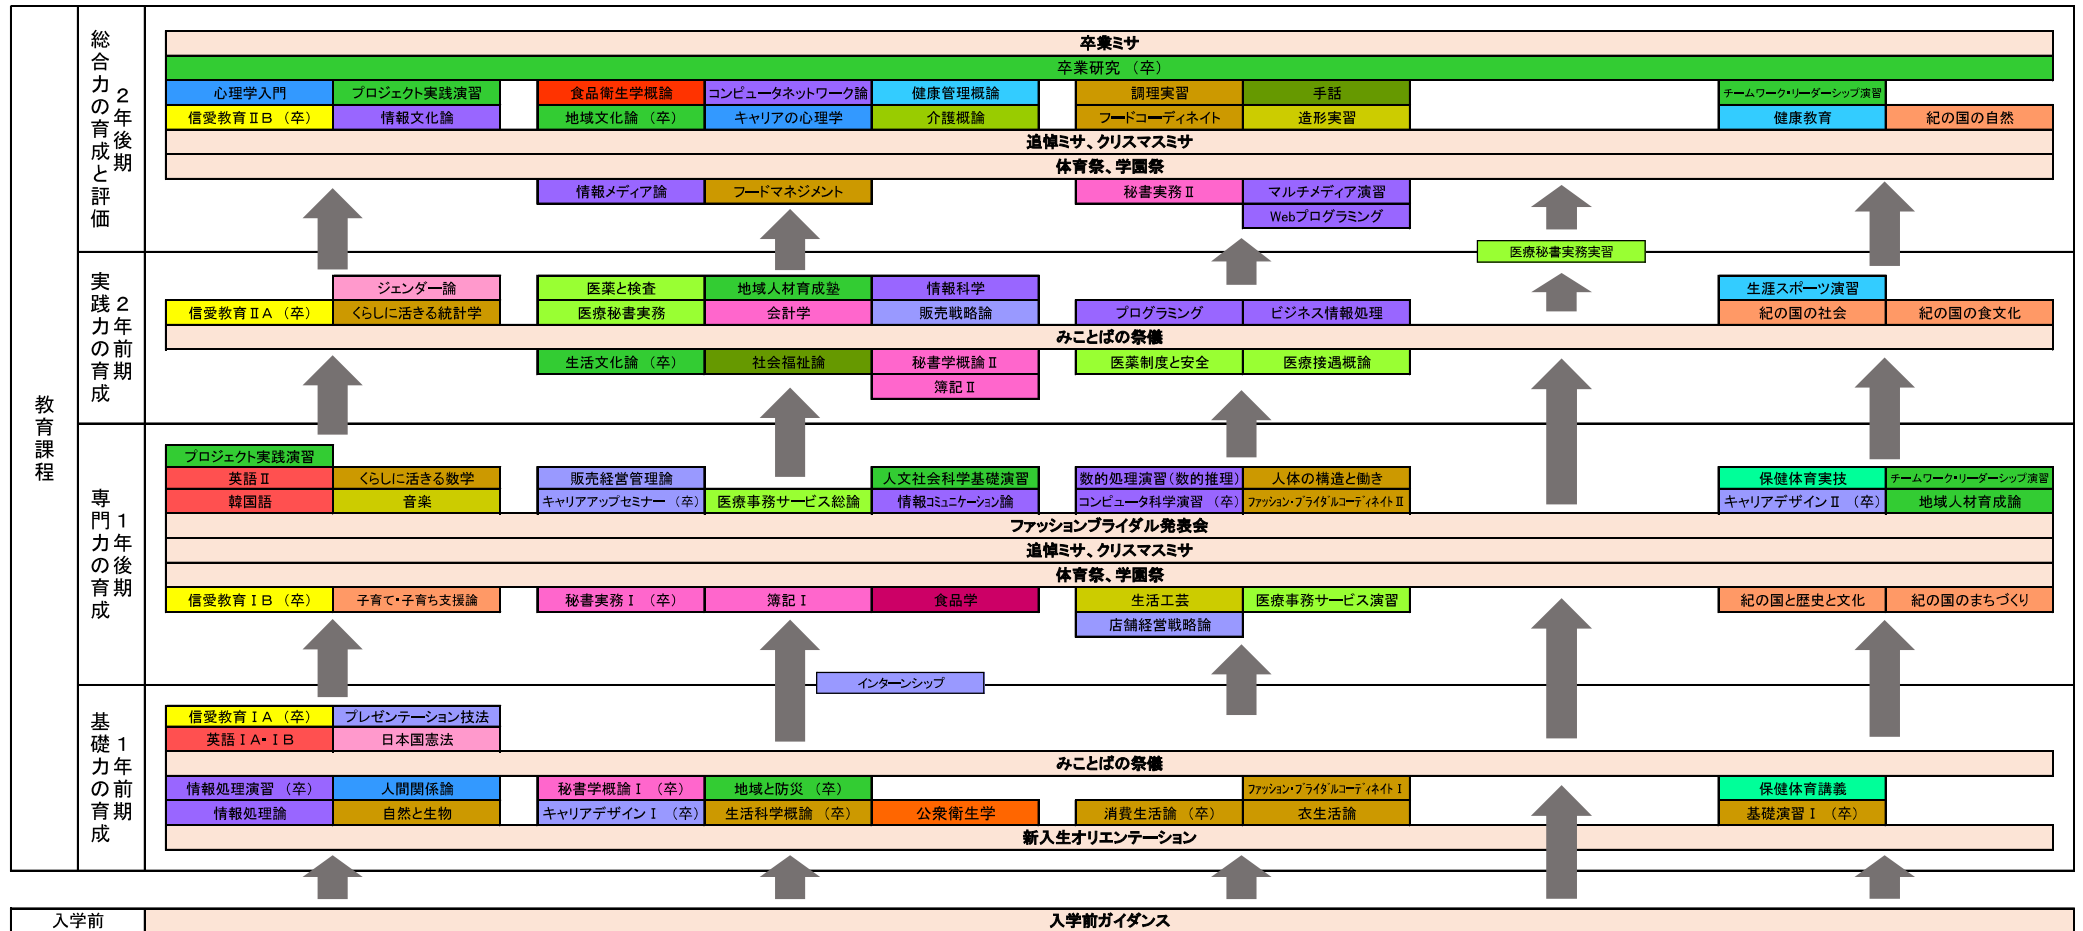 教育課程
総合力の育成と評価
2年後期
卒業ミサ
卒業研究（卒）
心理学入門 プロジェクト実践演習 食品衛生学概論 コンピュータネットワーク論 健康管理概論 調理実習 手話 チームワーク・リーダーシップ演習
信愛教育ⅡB（卒） 情報文化論 地域文化論（卒） キャリアの心理学 介護概論 フードコーディネイト 造形実習 健康教育 紀の国の自然
追悼ミサ、クリスマスミサ
体育祭、学園祭
情報メディア論 フードマネジメント 秘書実務Ⅱ マルチメディア演習
Webプログラミング
医療秘書実務実習
実践力の育成
2年前期
ジェンダー論 医薬と検査 地域人材育成塾 情報科学 生涯スポーツ演習
信愛教育ⅡA（卒） くらしに活きる統計学 医療秘書実務 会計学 販売戦略論 プログラミング ビジネス情報処理 紀の国の社会 紀の国の食文化
みことばの祭儀
生活文化論（卒） 社会福祉論 秘書学概論Ⅱ 医薬制度と安全 医療接遇概論
簿記Ⅱ
専門力の育成
1年後期
プロジェクト実践演習
英語Ⅱ くらしに活きる数学 販売経営管理論 人文社会科学基礎演習 数的処理演習(数的推理) 人体の構造と働き 保健体育実技 チームワーク・リーダーシップ演習
韓国語 音楽 キャリアアップセミナー（卒） 医療事務サービス総論 情報コミュニケーション論 コンピュータ科学演習（卒） ファッション・ブライダルコーディネイトⅡ キャリアデザインⅡ（卒） 地域人材育成論
ファッションブライダル発表会
追悼ミサ、クリスマスミサ
体育祭、学園祭
信愛教育ⅠB（卒） 子育て・子育ち支援論 秘書実務Ⅰ（卒） 簿記Ⅰ 食品学 生活工芸 医療事務サービス演習 紀の国と歴史と文化 紀の国のまちづくり
店舗経営戦略論
インターンシップ
基礎力の育成
1年前期
信愛教育ⅠA（卒） プレゼンテーション技法
英語ⅠA・ⅠB 日本国憲法
みことばの祭儀
情報処理演習（卒） 人間関係論 秘書学概論Ⅰ（卒） 地域と防災（卒） ファッション・ブライダルコーディネイトⅠ 保健体育講義
情報処理論 自然と生物 キャリアデザインⅠ（卒） 生活科学概論（卒） 公衆衛生学 消費生活論（卒） 衣生活論 基礎演習Ⅰ（卒）
新入生オリエンテーション
入学前 入学前ガイダンス